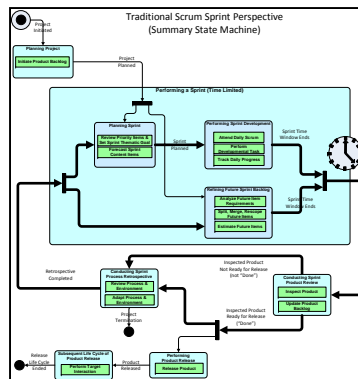 Traditional Scrum Sprint Perspective
(Summary State Machine)
Project
Initiated
Planning Project
Initiate Product Backlog
Project
Planned
Performing a Sprint (Time Limited)
Planning Sprint
Review Priority Items &
Set Sprint Thematic Goal
Forecast Sprint
Content Items
Sprint
Planned
Performing Sprint Development
Attend Daily Scrum
Perform
Developmental Task
Track Daily Progress
Sprint Time
Window Ends
Refining Future Sprint Backlog
Analyze Future Item
Requirements
Split, Merge, Rescope
Future Items
Estimate Future Items
Sprint Time
Window Ends
Retrospective
Completed
Conducting Sprint
Process Retrospective
Review Process &
Environment
Adapt Process &
Environment
Project
Termination
Inspected Product
Not Ready for Release
(not "Done")
Conducting Sprint
Product Review
Inspect Product
Update Product
Backlog
Inspected Product
Ready for Release
("Done")
Release
Life Cycle
Ended
Subsequent Life Cycle of
Product Release
Perform Target
Interaction
Product
Released
Performing
Product Release
Release Product